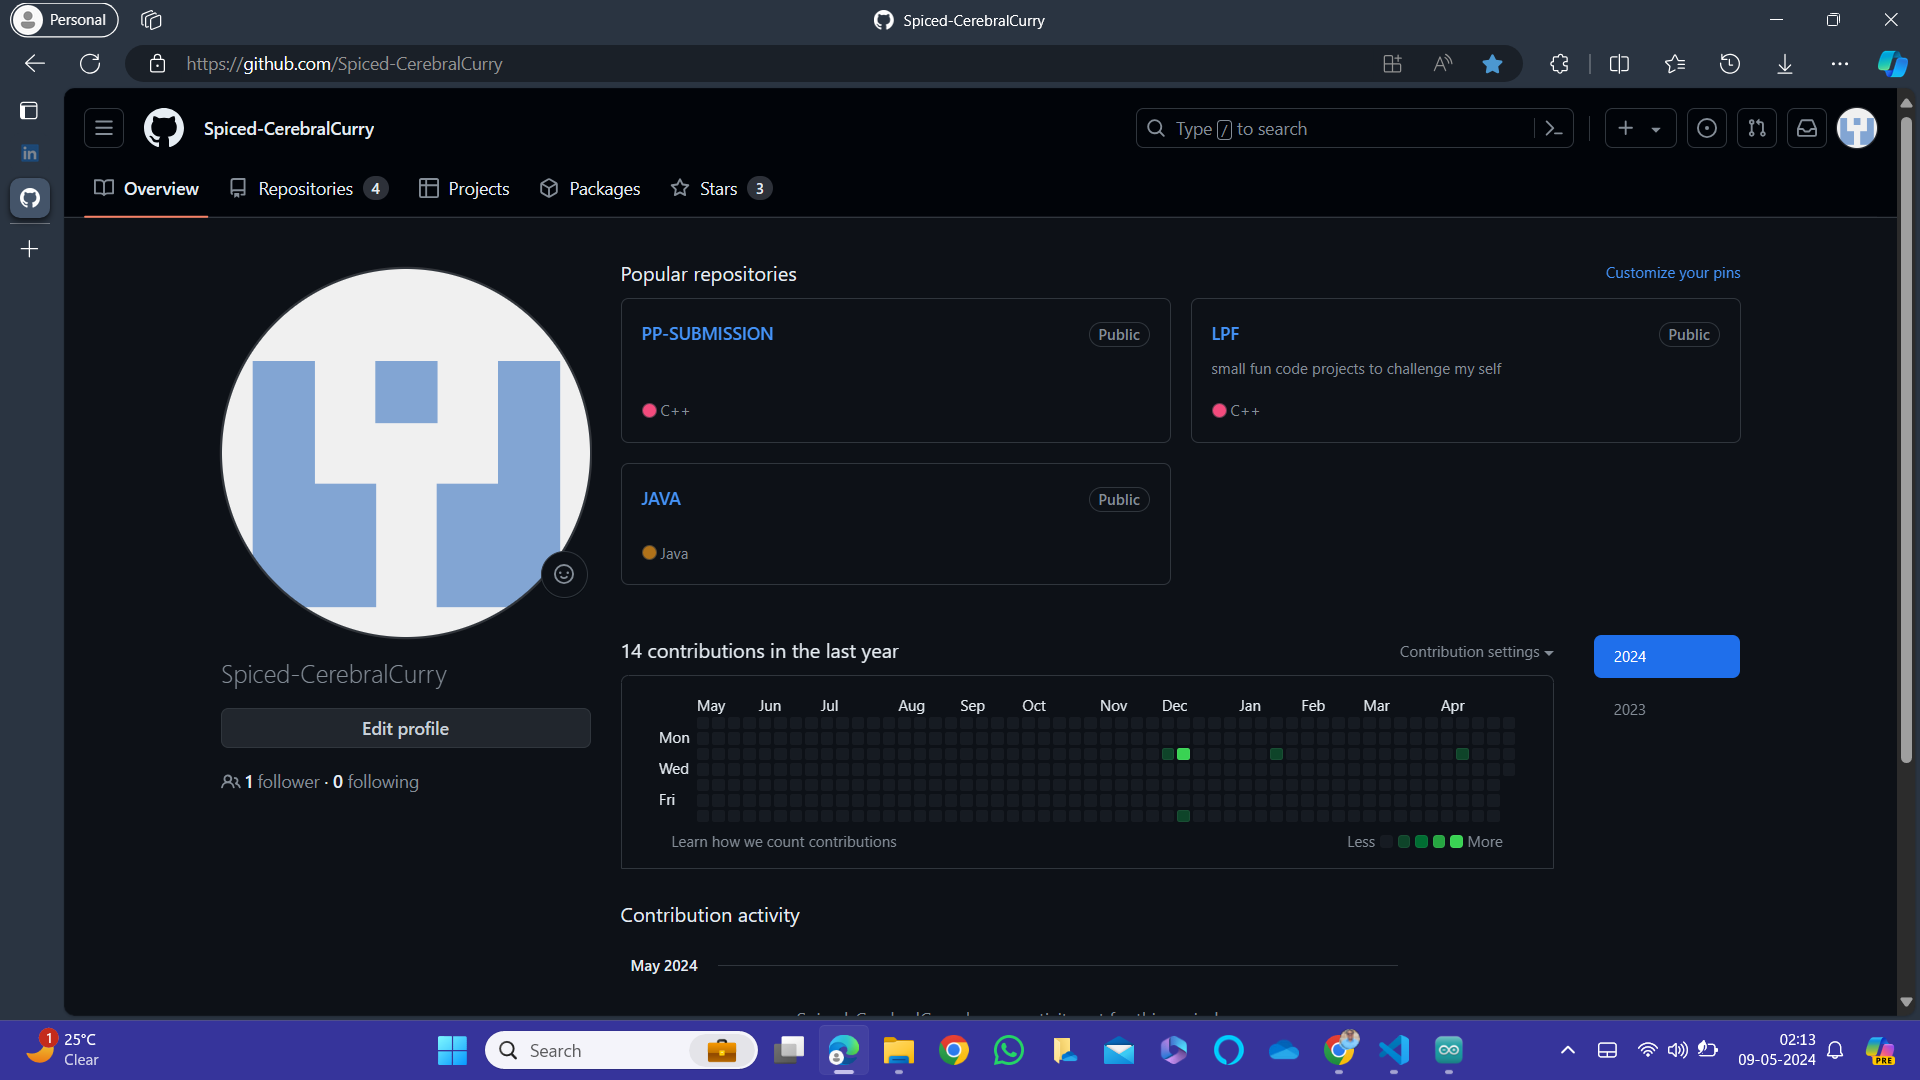 Personal
Spiced-CerebralCurry
https://github.com/Spiced-CerebralCurry
Spiced-CerebralCurry
Type / to search
Overview
Repositories 4
Projects
Packages
Stars 3
Popular repositories
Customize your pins
PP-SUBMISSION
Public
C++
LPF
Public
small fun code projects to challenge my self
C++
JAVA
Public
Java
Spiced-CerebralCurry
Edit profile
1 follower · 0 following
14 contributions in the last year
Contribution settings
2024
2023
May Jun Jul Aug Sep Oct Nov Dec Jan Feb Mar Apr
Mon
Wed
Fri
Learn how we count contributions
Less More
Contribution activity
May 2024
1
25°C
Clear
Search
02:13
09-05-2024
PRE